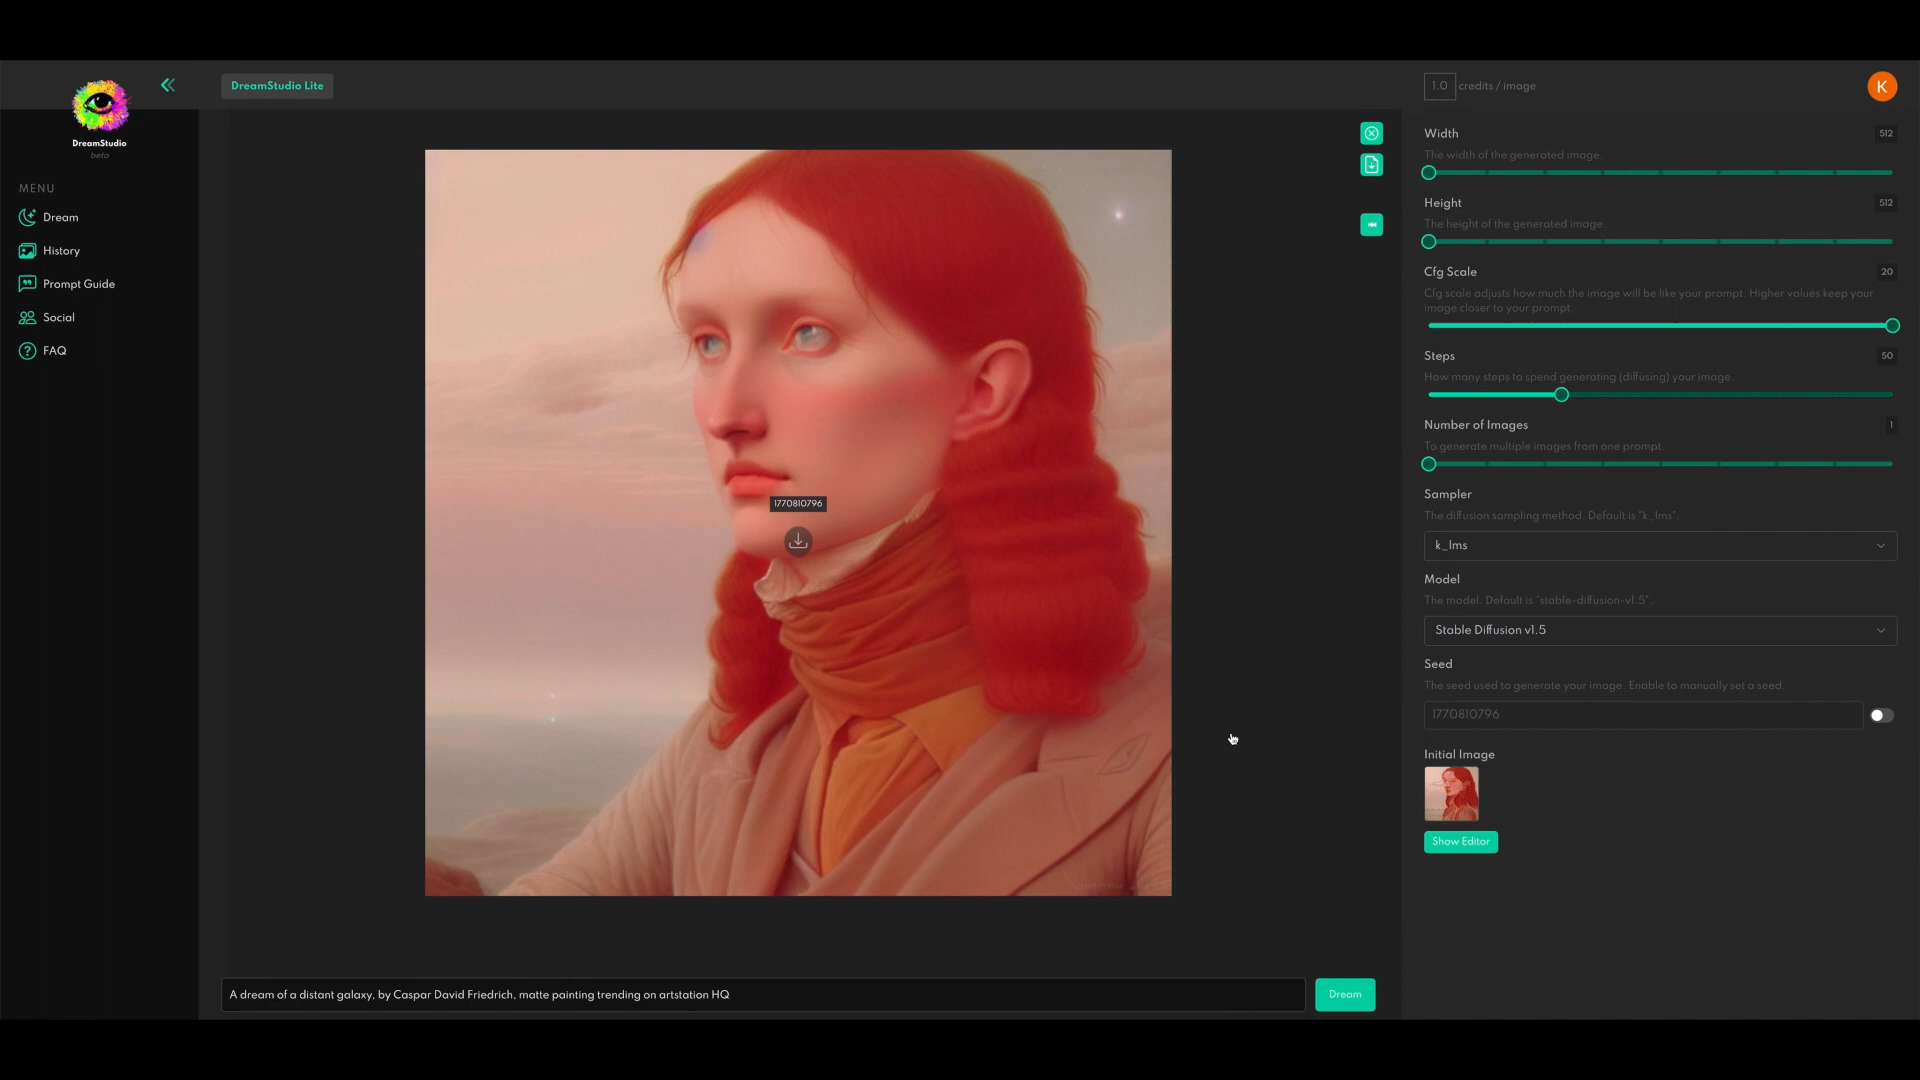 DreamStudio
beta
MENU
Dream
History
Prompt Guide
Social
FAQ
DreamStudio Lite
1770810796
A dream of a distant galaxy, by Caspar David Friedrich, matte painting trending on artstation HQ
Dream
1.0 credits / image
K
Width 512
The width of the generated image.
Height 512
The height of the generated image.
Cfg Scale 20
Cfg scale adjusts how much the image will be like your prompt. Higher values keep your
image closer to your prompt.
Steps 50
How many steps to spend generating (diffusing) your image.
Number of Images 1
To generate multiple images from one prompt.
Sampler
The diffusion sampling method. Default is "k_lms".
k_lms
Model
The model. Default is "stable-diffusion-v1.5".
Stable Diffusion v1.5
Seed
The seed used to generate your image. Enable to manually set a seed.
1770810796
Initial Image
Show Editor